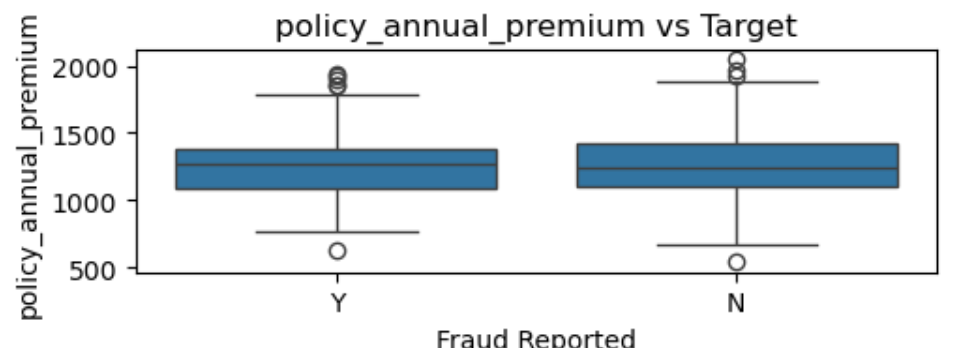 policy_annual_premium vs Target
policy_annual_premium
2000
1500
1000
500
Y N
Fraud Reported